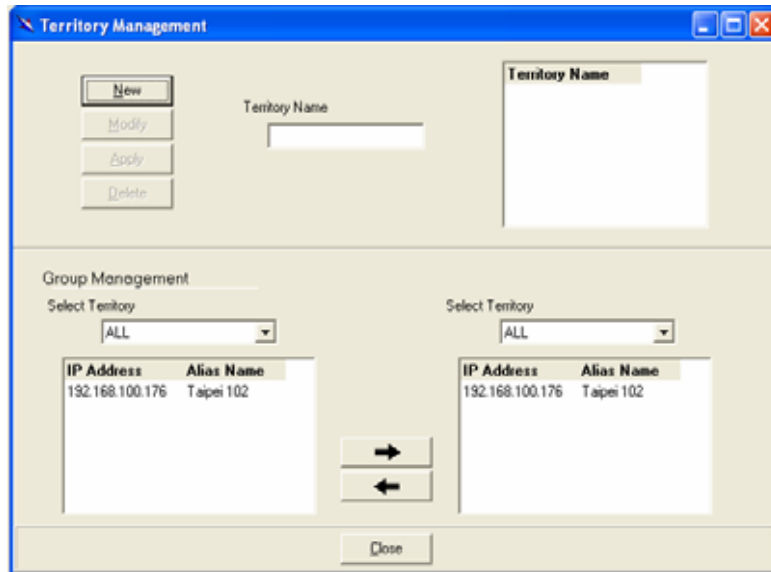 Territory Management
New
Modify
Apply
Delete
Territory Name
Territory Name
Group Management
Select Territory
ALL
IP Address Alias Name
192.168.100.176 Taipei 102
Select Territory
ALL
IP Address Alias Name
192.168.100.176 Taipei 102
Close